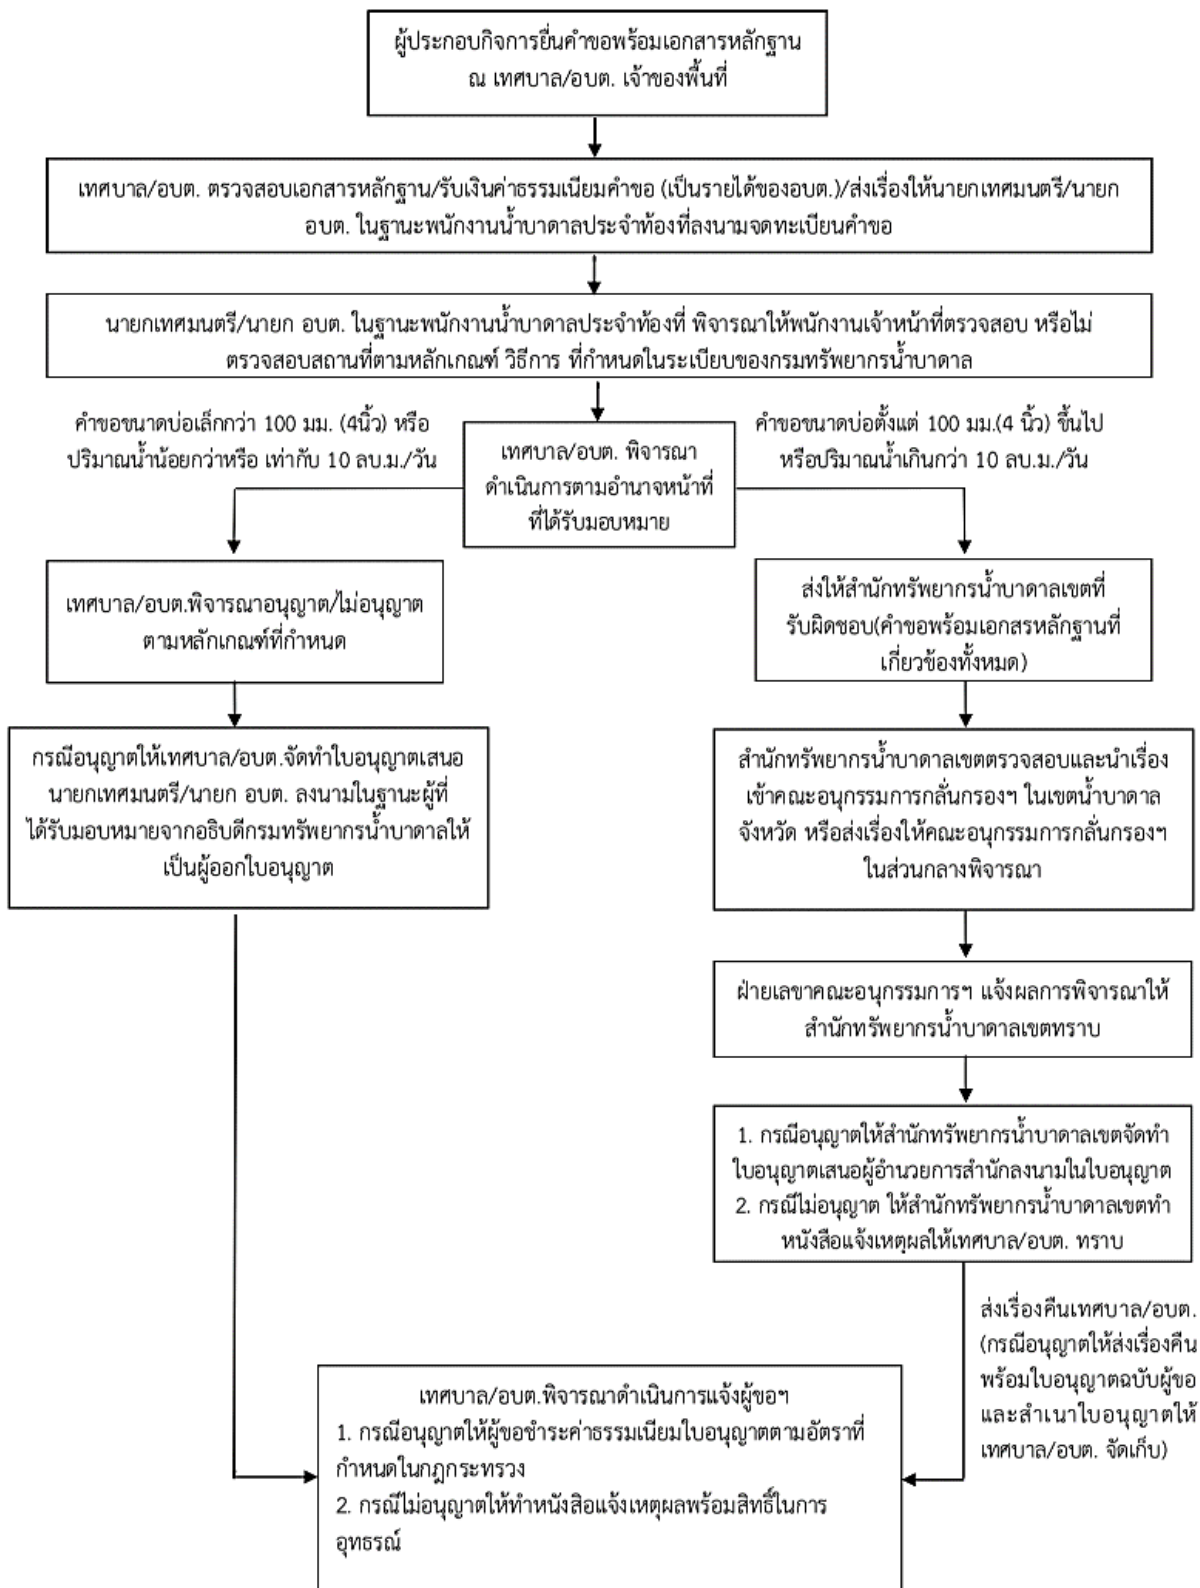 ผู้ประกอบกิจการยื่นคำขอพร้อมเอกสารหลักฐาน
ณ เทศบาล/อบต. เจ้าของพื้นที่
เทศบาล/อบต. ตรวจสอบเอกสารหลักฐาน/รับเงินค่าธรรมเนียมคำขอ (เป็นรายได้ของอบต.)/ส่งเรื่องให้นายกเทศมนตรี/นายก
อบต. ในฐานะพนักงานน้ำบาดาลประจำท้องที่ลงนามจดทะเบียนคำขอ
นายกเทศมนตรี/นายก อบต. ในฐานะพนักงานน้ำบาดาลประจำท้องที่ พิจารณาให้พนักงานเจ้าหน้าที่ตรวจสอบ หรือไม่
ตรวจสอบสถานที่ตามหลักเกณฑ์ วิธีการ ที่กำหนดในระเบียบของกรมทรัพยากรน้ำบาดาล
คำขอขนาดบ่อเล็กกว่า 100 มม. (4นิ้ว) หรือ
ปริมาณน้ำน้อยกว่าหรือ เท่ากับ 10 ลบ.ม./วัน
เทศบาล/อบต. พิจารณา
ดำเนินการตามอำนาจหน้าที่
ที่ได้รับมอบหมาย
คำขอขนาดบ่อตั้งแต่ 100 มม.(4 นิ้ว) ขึ้นไป
หรือปริมาณน้ำเกินกว่า 10 ลบ.ม./วัน
เทศบาล/อบต.พิจารณาอนุญาต/ไม่อนุญาต
ตามหลักเกณฑ์ที่กำหนด
ส่งให้สำนักทรัพยากรน้ำบาดาลเขตที่
รับผิดชอบ(คำขอพร้อมเอกสรหลักฐานที่
เกี่ยวข้องทั้งหมด)
กรณีอนุญาตให้เทศบาล/อบต.จัดทำใบอนุญาตเสนอ
นายกเทศมนตรี/นายก อบต. ลงนามในฐานะผู้ที่
ได้รับมอบหมายจากอธิบดีกรมทรัพยากรน้ำบาดาลให้
เป็นผู้ออกใบอนุญาต
สำนักทรัพยากรน้ำบาดาลเขตตรวจสอบและนำเรื่อง
เข้าคณะอนุกรรมการกลั่นกรองฯ ในเขตน้ำบาดาล
จังหวัด หรือส่งเรื่องให้คณะอนุกรรมการกลั่นกรองฯ
ในส่วนกลางพิจารณา
ฝ่ายเลขาคณะอนุกรรมการฯ แจ้งผลการพิจารณาให้
สำนักทรัพยากรน้ำบาดาลเขตทราบ
1. กรณีอนุญาตให้สำนักทรัพยากรน้ำบาดาลเขตจัดทำ
ใบอนุญาตเสนอผู้อำนวยการสำนักลงนามในใบอนุญาต
2. กรณีไม่อนุญาต ให้สำนักทรัพยากรน้ำบาดาลเขตทำ
หนังสือแจ้งเหตุผลให้เทศบาล/อบต. ทราบ
ส่งเรื่องคืนเทศบาล/อบต.
(กรณีอนุญาตให้ส่งเรื่องคืน
พร้อมใบอนุญาตฉบับผู้ขอ
และสำเนาใบอนุญาตให้
เทศบาล/อบต. จัดเก็บ)
เทศบาล/อบต.พิจารณาดำเนินการแจ้งผู้ขอฯ
1. กรณีอนุญาตให้ผู้ขอชำระค่าธรรมเนียมใบอนุญาตตามอัตราที่
กำหนดในกฎกระทรวง
2. กรณีไม่อนุญาตให้ทำหนังสือแจ้งเหตุผลพร้อมสิทธิ์ในการ
อุทธรณ์